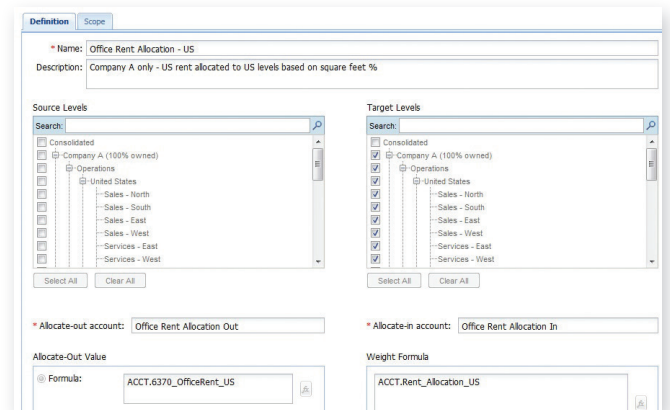 Definition Scope
* Name: Office Rent Allocation - US
Description: Company A only - US rent allocated to US levels based on square feet %
Source Levels
Search:
Consolidated
Company A (100% owned)
Operations
United States
Sales - North
Sales - South
Sales - East
Sales - West
Services - East
Services - West
Select All Clear All
Target Levels
Search:
Consolidated
Company A (100% owned)
Operations
United States
Sales - North
Sales - South
Sales - East
Sales - West
Services - East
Services - West
Select All Clear All
* Allocate-out account: Office Rent Allocation Out
* Allocate-in account: Office Rent Allocation In
Allocate-Out Value
Formula: ACCT.6370_OfficeRent_US
Weight Formula
ACCT.Rent_Allocation_US